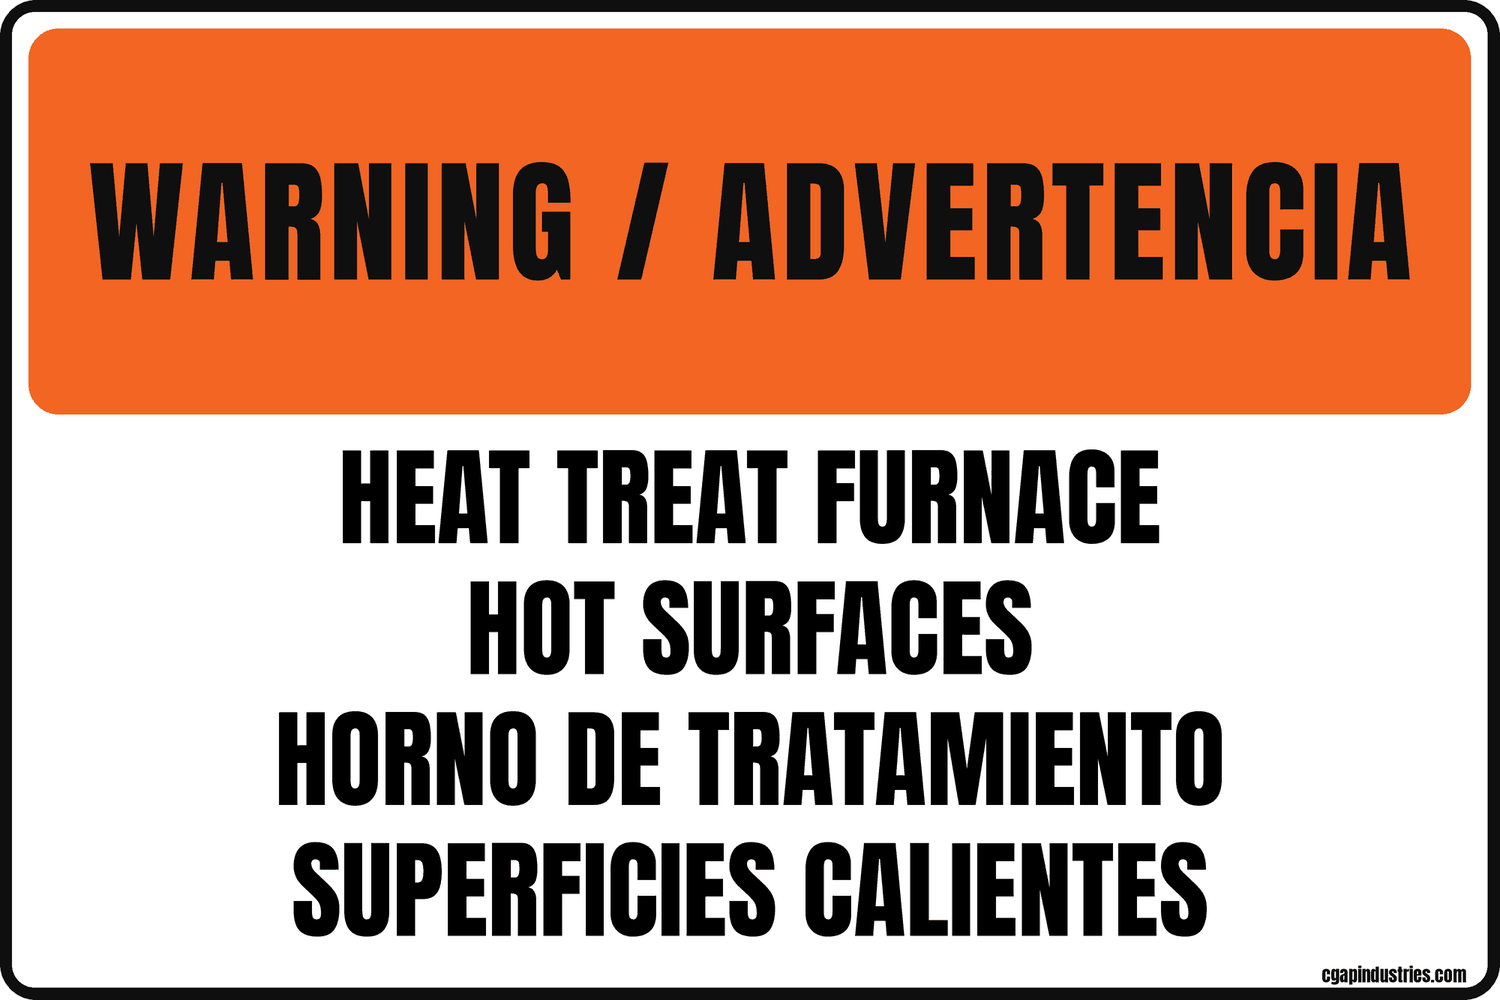 WARNING / ADVERTENCIA
HEAT TREAT FURNACE
HOT SURFACES
HORNO DE TRATAMIENTO
SUPERFICIES CALIENTES
cgapindustries.com